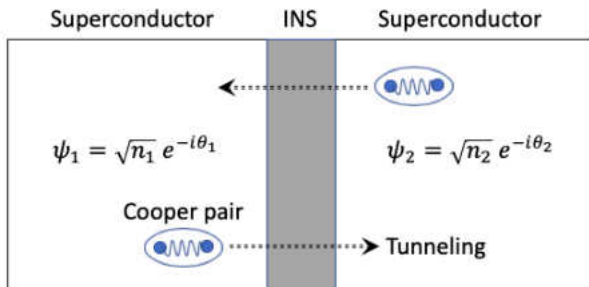 Superconductor INS Superconductor
ψ₁ = √n₁ e^{-iθ₁} ψ₂ = √n₂ e^{-iθ₂}
Cooper pair
Tunneling